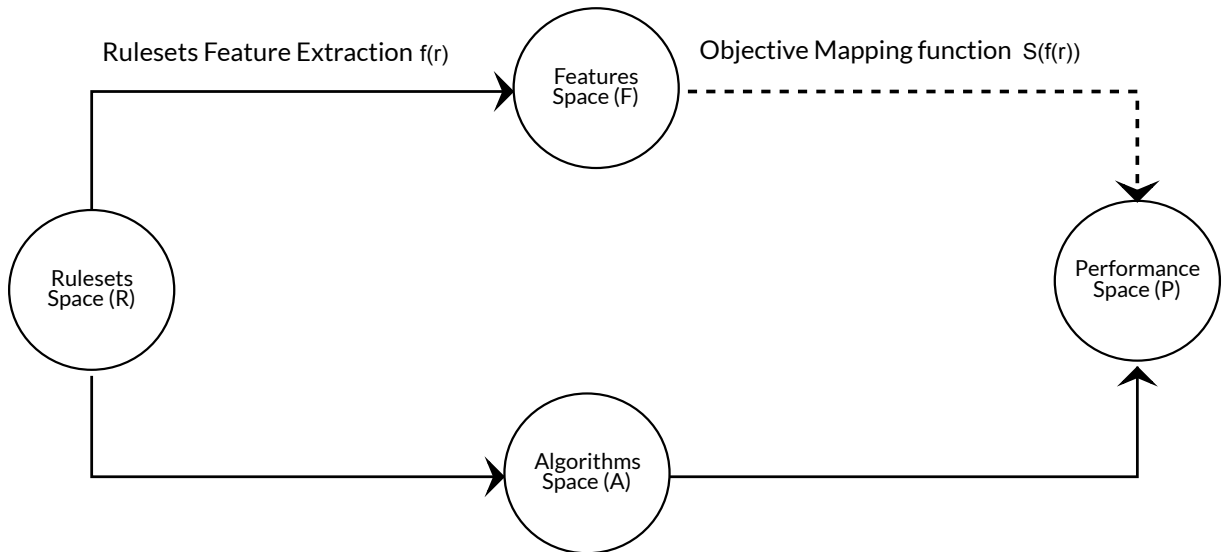 Rulesets Feature Extraction f(r)
Objective Mapping function S(f(r))
Features
Space (F)
Rulesets
Space (R)
Performance
Space (P)
Algorithms
Space (A)